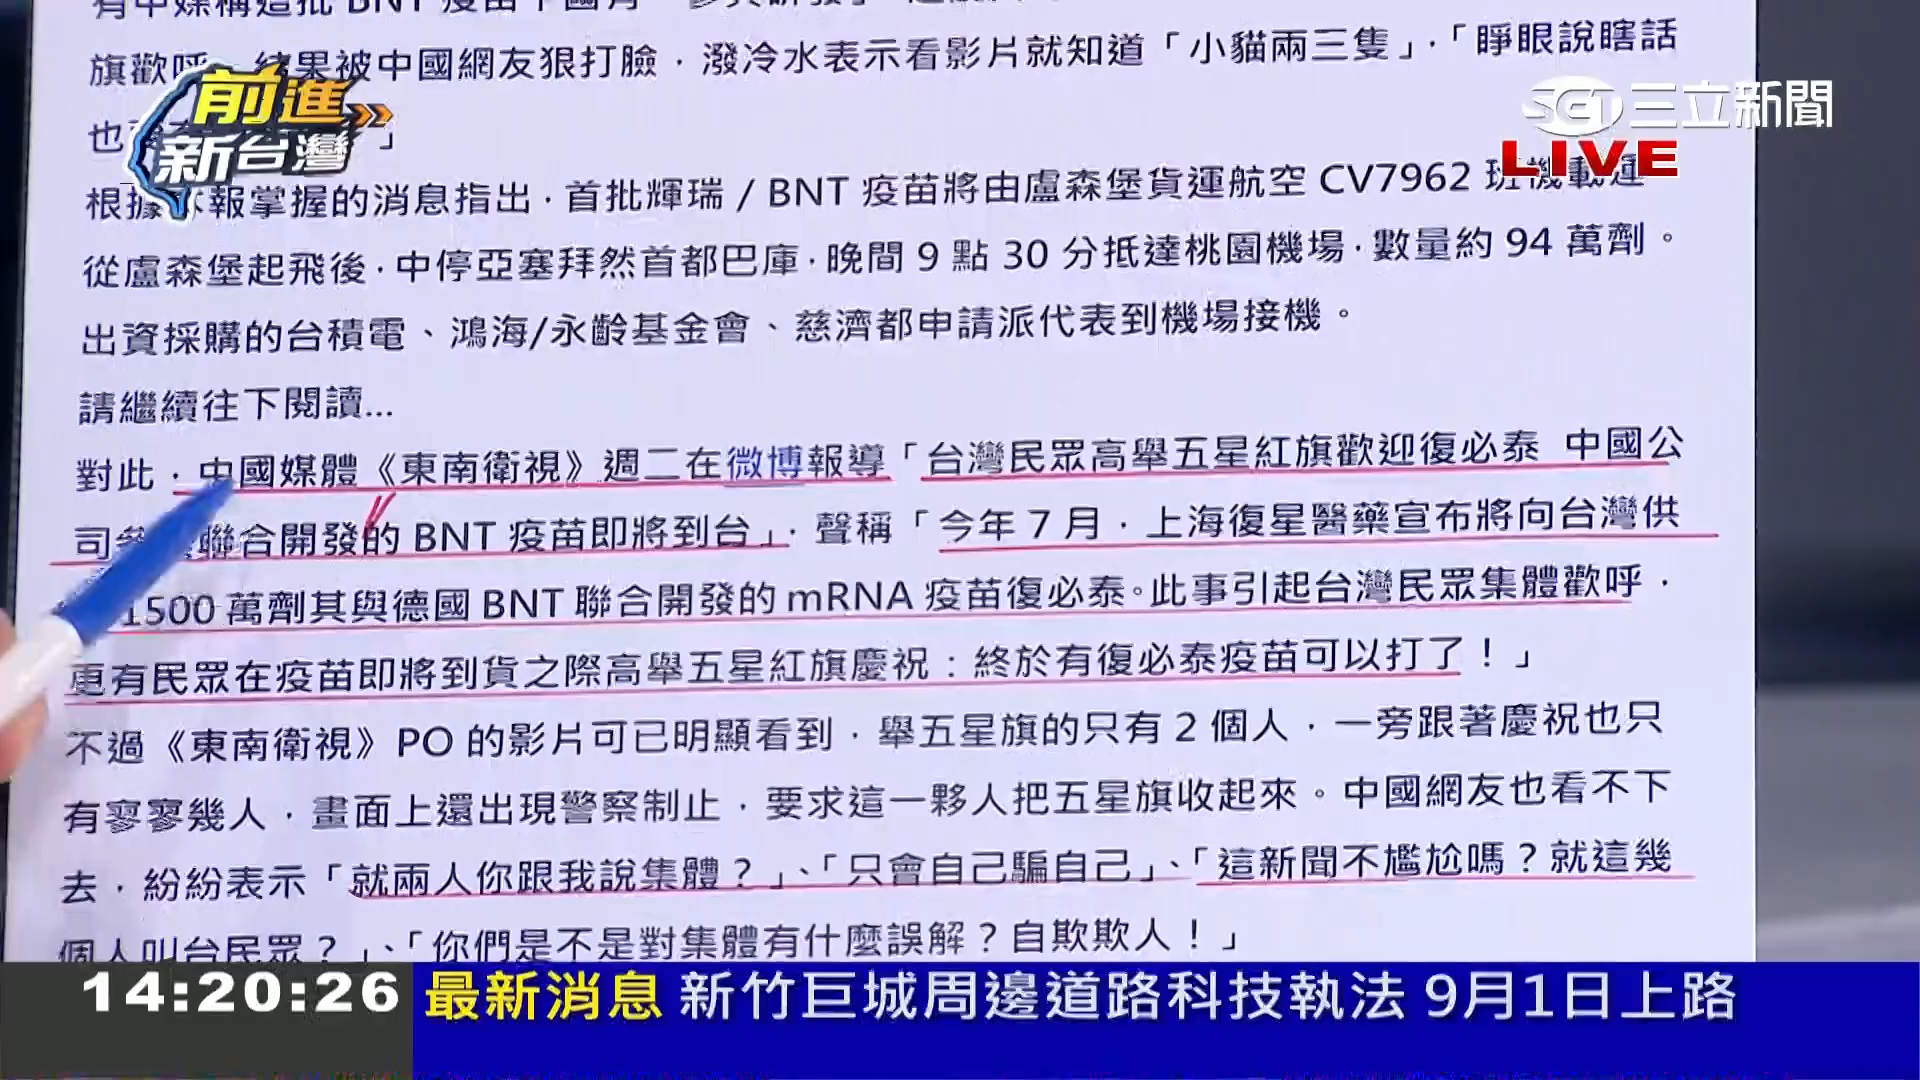 旗歡呼，結果被中國網友狠打臉，潑冷水表示看影片就知道「小貓兩三隻」，「睜眼說瞎話
也
」
前進
新台灣
SET三立新聞
LIVE
根據本報掌握的消息指出，首批輝瑞 / BNT 疫苗將由盧森堡貨運航空 CV7962 班機載運
從盧森堡起飛後，中停亞塞拜然首都巴庫，晚間 9 點 30 分抵達桃園機場，數量約 94 萬劑。
出資採購的台積電、鴻海/永齡基金會、慈濟都申請派代表到機場接機。
請繼續往下閱讀...
對此，中國媒體《東南衛視》週二在微博報導「台灣民眾高舉五星紅旗歡迎復必泰 中國公
司 聯合開發的 BNT 疫苗即將到台」，聲稱「今年 7 月，上海復星醫藥宣布將向台灣供
1500 萬劑其與德國 BNT 聯合開發的 mRNA 疫苗復必泰。此事引起台灣民眾集體歡呼，
更有民眾在疫苗即將到貨之際高舉五星紅旗慶祝：終於有復必泰疫苗可以打了！」
不過《東南衛視》PO 的影片可已明顯看到，舉五星旗的只有 2 個人，一旁跟著慶祝也只
有寥寥幾人，畫面上還出現警察制止，要求這一夥人把五星旗收起來。中國網友也看不下
去，紛紛表示「就兩人你跟我說集體？」、「只會自己騙自己」、「這新聞不尷尬嗎？就這幾
個人叫台民眾？」、「你們是不是對集體有什麼誤解？自欺欺人！」
14:20:26 最新消息 新竹巨城周邊道路科技執法 9月1日上路